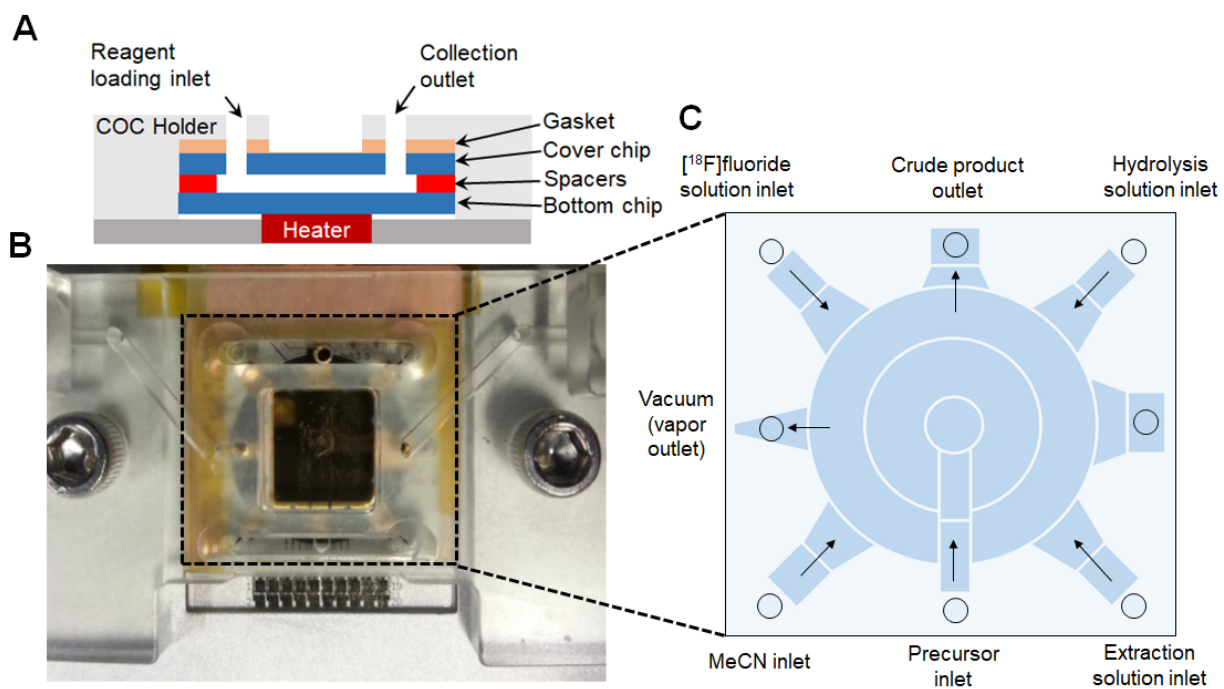 A
Reagent
loading inlet
Collection
outlet
COC Holder
Gasket
Cover chip
Spacers
Bottom chip
Heater
B
C
[¹⁸F]fluoride
solution inlet
Crude product
outlet
Hydrolysis
solution inlet
Vacuum
(vapor
outlet)
MeCN inlet
Precursor
inlet
Extraction
solution inlet